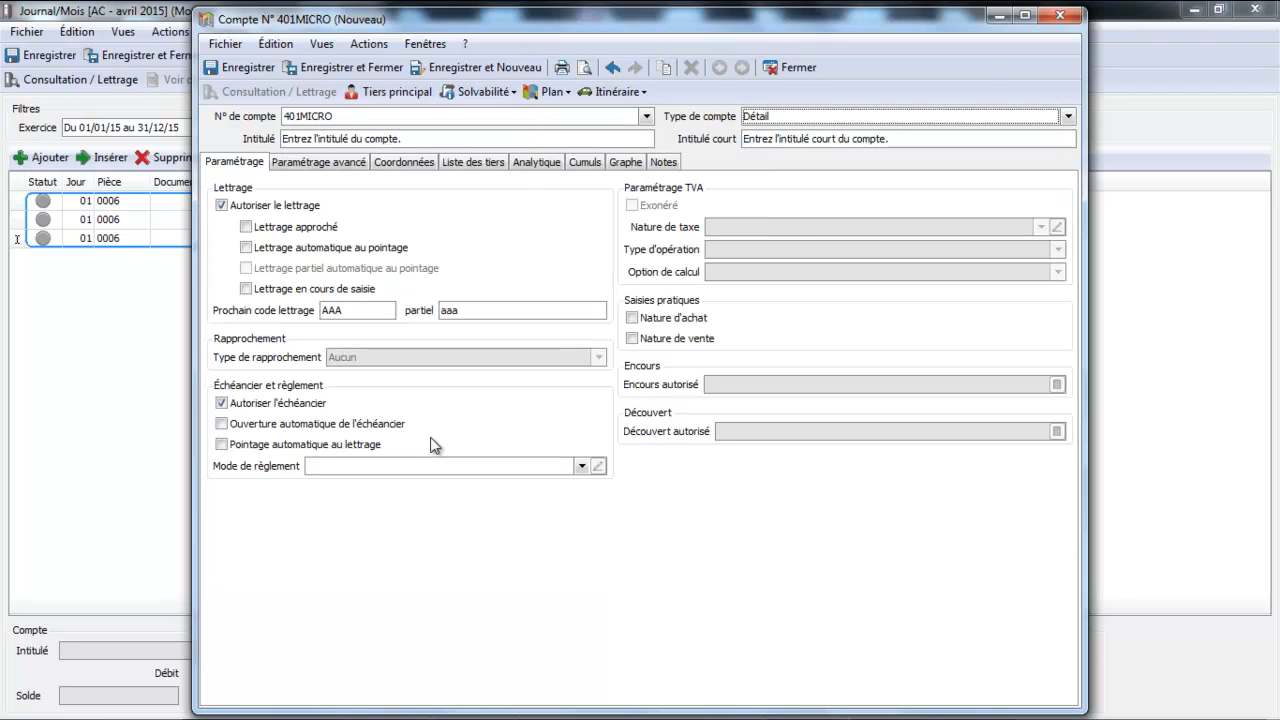 Journal/Mois [AC - avril 2015] (Mo
Fichier Édition Vues Actions
Enregistrer Enregistrer et Fern
Consultation / Lettrage Voir c
Filtres
Exercice Du 01/01/15 au 31/12/15
Ajouter Insérer Supprin
Statut Jour Pièce Documen
01 0006
01 0006
01 0006
Compte
Intitulé
Débit
Solde
Compte N° 401MICRO (Nouveau)
Fichier Édition Vues Actions Fenêtres ?
Enregistrer Enregistrer et Fermer Enregistrer et Nouveau Fermer
Consultation / Lettrage Tiers principal Solvabilité Plan Itinéraire
N° de compte 401MICRO Type de compte Détail
Intitulé Entrez l'intitulé du compte. Intitulé court Entrez l'intitulé court du compte.
Paramétrage Paramétrage avancé Coordonnées Liste des tiers Analytique Cumuls Graphe Notes
Lettrage
Autoriser le lettrage
Lettrage approché
Lettrage automatique au pointage
Lettrage partiel automatique au pointage
Lettrage en cours de saisie
Prochain code lettrage AAA partiel aaa
Rapprochement
Type de rapprochement Aucun
Échéancier et règlement
Autoriser l'échéancier
Ouverture automatique de l'échéancier
Pointage automatique au lettrage
Mode de règlement
Paramétrage TVA
Exonéré
Nature de taxe
Type d'opération
Option de calcul
Saisies pratiques
Nature d'achat
Nature de vente
Encours
Encours autorisé
Découvert
Découvert autorisé